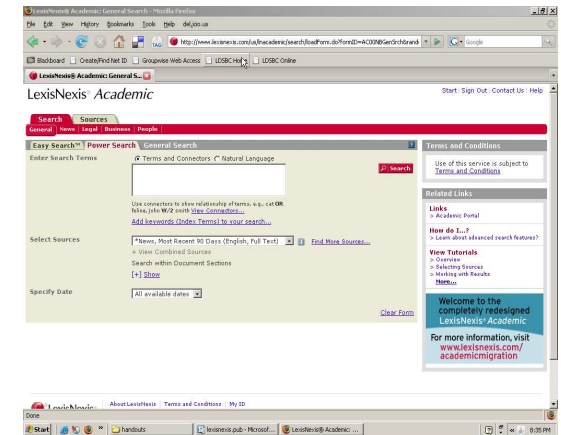 LexisNexis® Academic: General Search - Mozilla Firefox
File Edit View History Bookmarks Tools Help del.icio.us
TAG http://www.lexisnexis.com/us/lnacademic/search/loadForm.do?formID=AC00NBGenSrch&rand Google
Blackboard Create/Find Net ID Groupwise Web Access LDSBC Home LDSBC Online
LexisNexis® Academic: General S...
LexisNexis® Academic
Start Sign Out Contact Us Help
Search Sources
General News Legal Business People
Easy Search™ Power Search General Search
Enter Search Terms
Terms and Connectors Natural Language
Search
Use connectors to show relationship of terms, e.g., cat OR
feline, john W/2 smith View Connectors...
Add keywords (Index Terms) to your search...
Select Sources
*News, Most Recent 90 Days (English, Full Text) Find More Sources...
+ View Combined Sources
Search within Document Sections
[+] Show
Specify Date
All available dates
Clear Form
Terms and Conditions
Use of this service is subject to
Terms and Conditions
Related Links
Links
> Academic Portal
How do I...?
> Learn about advanced search features?
View Tutorials
> Overview
> Selecting Sources
> Working with Results
More...
Welcome to the
completely redesigned
LexisNexis® Academic
For more information, visit
www.lexisnexis.com/
academicmigration
LexisNexis®
About LexisNexis Terms and Conditions My ID
Done
Start » handouts lexisnexis.pub - Microsof... LexisNexis® Academic: ... « 8:35 PM